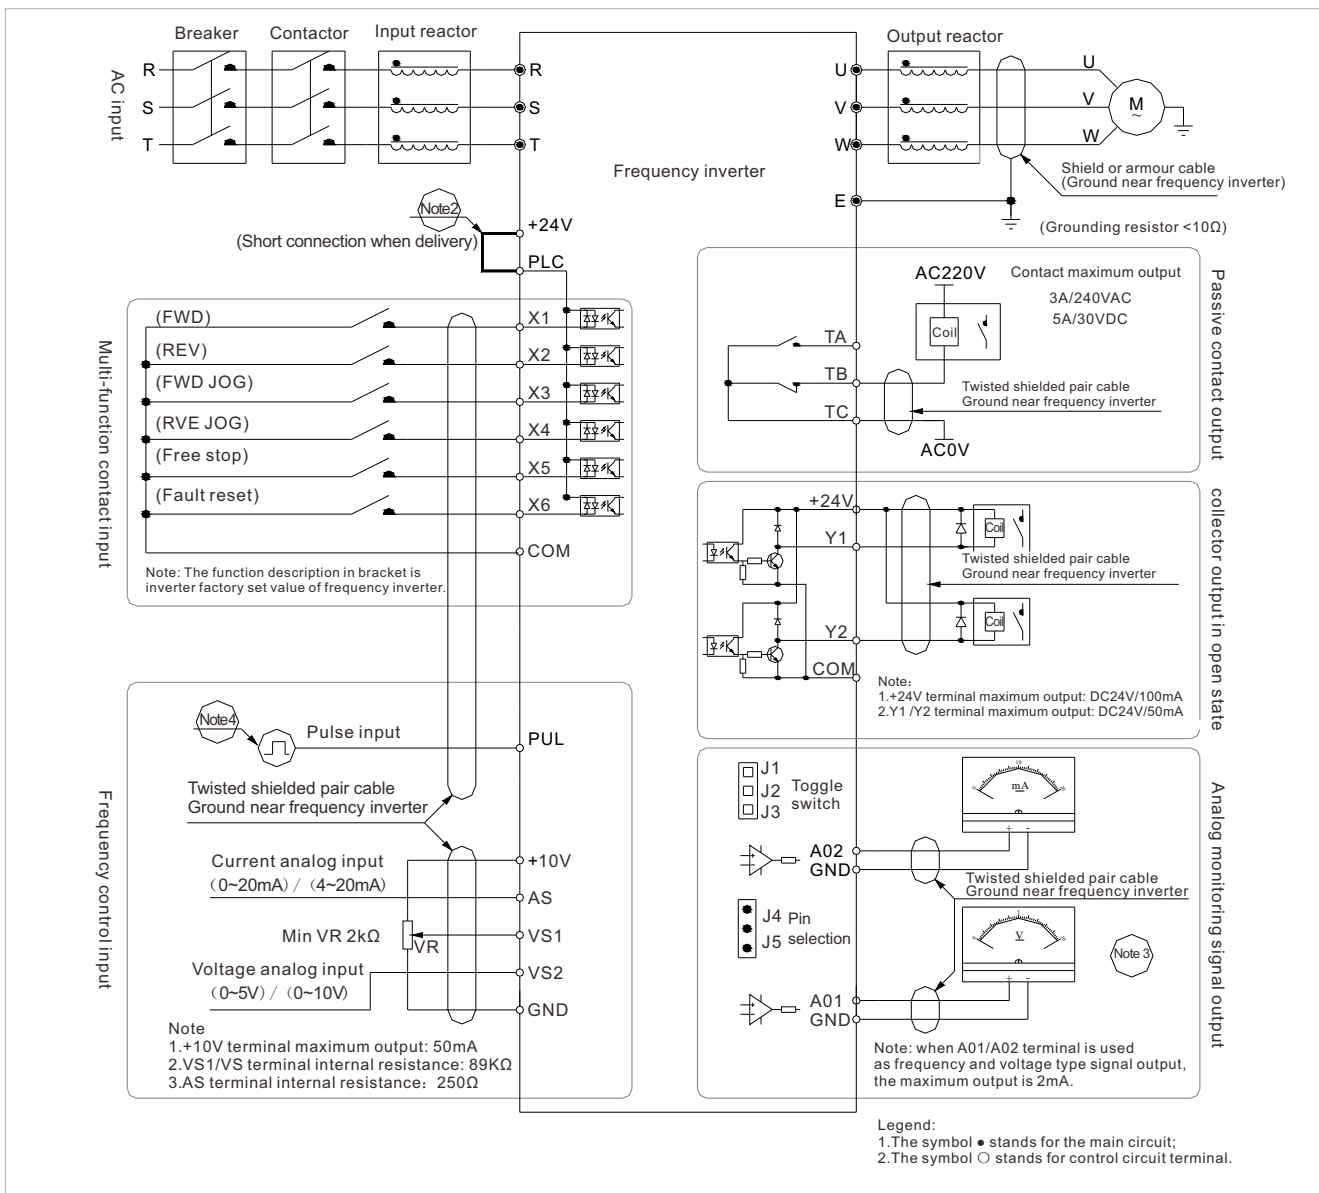 Breaker
Contactor
Input reactor
Output reactor
AC input
R
S
T
R
S
T
U
V
W
E
U
V
W
M
~
Frequency inverter
Shield or armour cable
(Ground near frequency inverter)
(Grounding resistor <10Ω)
Note2
(Short connection when delivery)
+24V
PLC
Multi-function contact input
(FWD)
X1
(REV)
X2
(FWD JOG)
X3
(RVE JOG)
X4
(Free stop)
X5
(Fault reset)
X6
COM
Note: The function description in bracket is
inverter factory set value of frequency inverter.
Passive contact output
AC220V
Contact maximum output
3A/240VAC
5A/30VDC
Coil
TA
TB
TC
Twisted shielded pair cable
Ground near frequency inverter
AC0V
collector output in open state
+24V
Y1
Coil
Twisted shielded pair cable
Ground near frequency inverter
Y2
Coil
COM
Note:
1.+24V terminal maximum output: DC24V/100mA
2.Y1 /Y2 terminal maximum output: DC24V/50mA
Frequency control input
Note4
Pulse input
PUL
Twisted shielded pair cable
Ground near frequency inverter
Current analog input
(0~20mA) / (4~20mA)
+10V
AS
Min VR 2kΩ
VR
VS1
Voltage analog input
(0~5V) / (0~10V)
VS2
GND
Note
1.+10V terminal maximum output: 50mA
2.VS1/VS terminal internal resistance: 89KΩ
3.AS terminal internal resistance: 250Ω
Analog monitoring signal output
J1
J2
J3
Toggle
switch
mA
+ -
A02
GND
Twisted shielded pair cable
Ground near frequency inverter
J4
J5
Pin
selection
V
+ -
Note 3
A01
GND
Note: when A01/A02 terminal is used
as frequency and voltage type signal output,
the maximum output is 2mA.
Legend:
1.The symbol ● stands for the main circuit;
2.The symbol ○ stands for control circuit terminal.